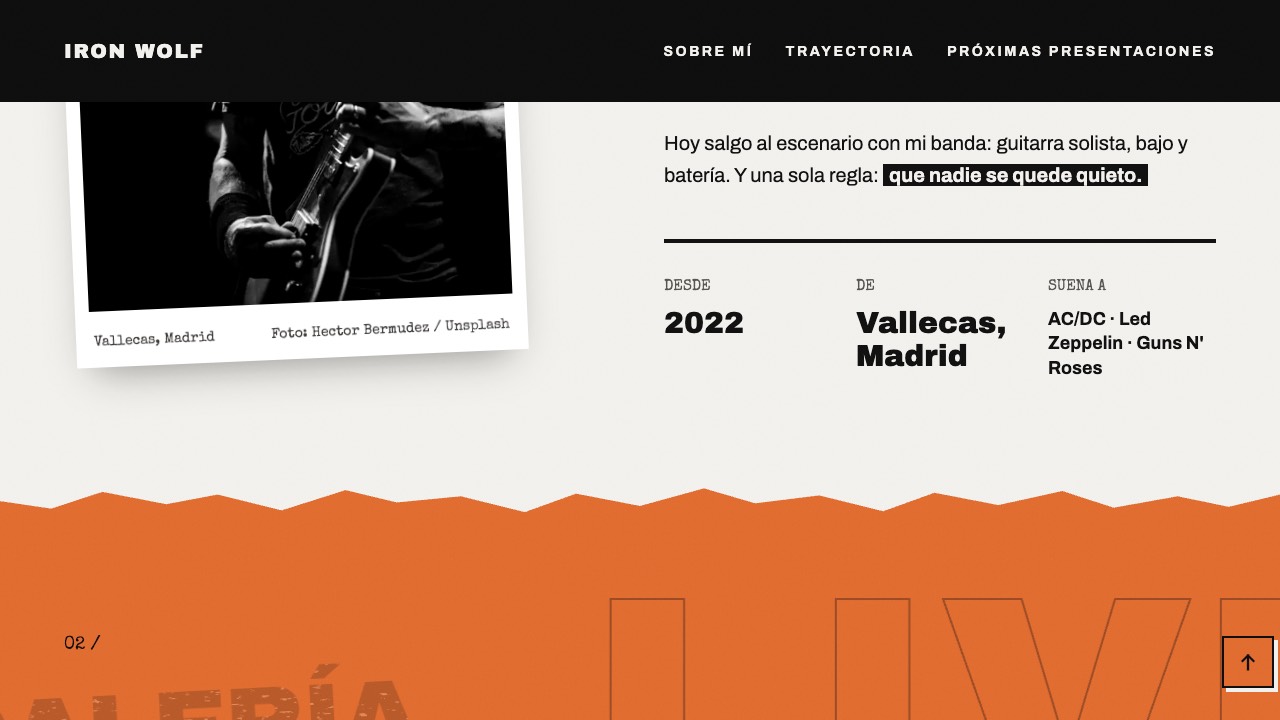 IRON WOLF
SOBRE MÍ
TRAYECTORIA
PRÓXIMAS PRESENTACIONES
Vallecas, Madrid
Foto: Hector Bermudez / Unsplash
Hoy salgo al escenario con mi banda: guitarra solista, bajo y
batería. Y una sola regla: que nadie se quede quieto.
DESDE
2022
DE
Vallecas,
Madrid
SUENA A
AC/DC · Led
Zeppelin · Guns N'
Roses
02 /